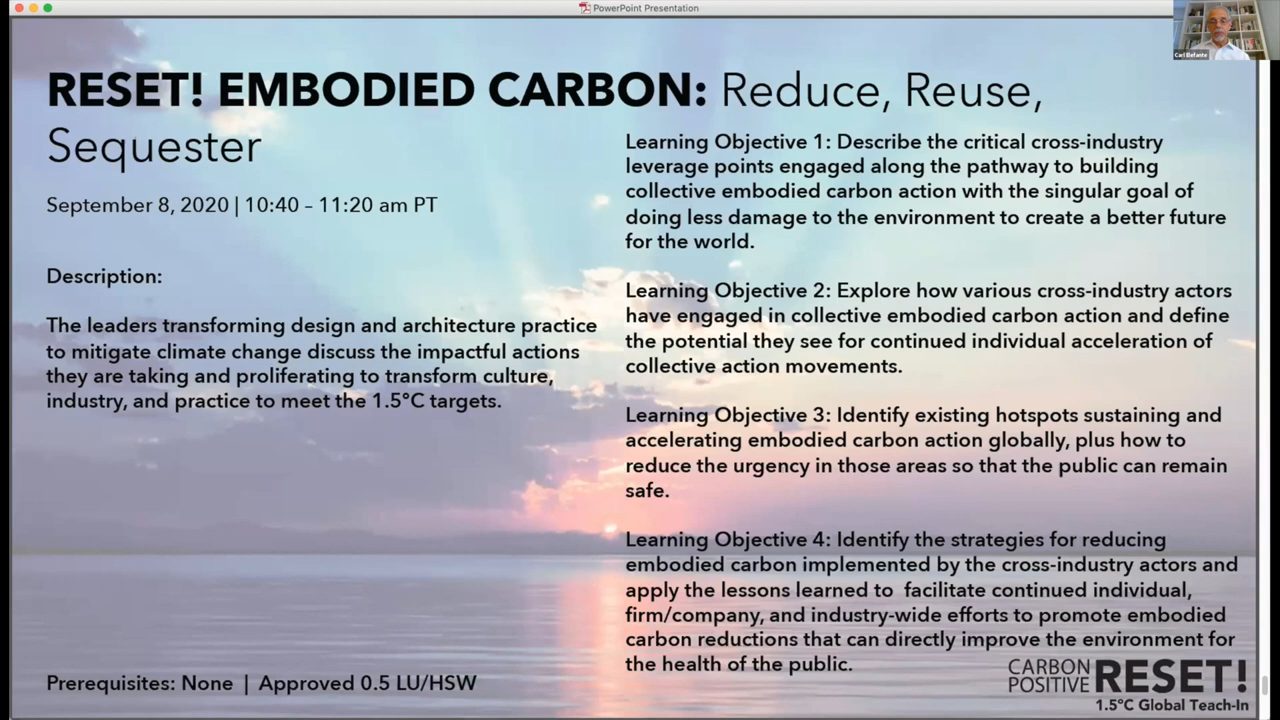 PowerPoint Presentation
Carl Elefante
RESET! EMBODIED CARBON: Reduce, Reuse,
Sequester
September 8, 2020 | 10:40 – 11:20 am PT
Description:
The leaders transforming design and architecture practice
to mitigate climate change discuss the impactful actions
they are taking and proliferating to transform culture,
industry, and practice to meet the 1.5°C targets.
Prerequisites: None | Approved 0.5 LU/HSW
Learning Objective 1: Describe the critical cross-industry
leverage points engaged along the pathway to building
collective embodied carbon action with the singular goal of
doing less damage to the environment to create a better future
for the world.
Learning Objective 2: Explore how various cross-industry actors
have engaged in collective embodied carbon action and define
the potential they see for continued individual acceleration of
collective action movements.
Learning Objective 3: Identify existing hotspots sustaining and
accelerating embodied carbon action globally, plus how to
reduce the urgency in those areas so that the public can remain
safe.
Learning Objective 4: Identify the strategies for reducing
embodied carbon implemented by the cross-industry actors and
apply the lessons learned to facilitate continued individual,
firm/company, and industry-wide efforts to promote embodied
carbon reductions that can directly improve the environment for
the health of the public.
CARBON
POSITIVE RESET!
1.5°C Global Teach-In